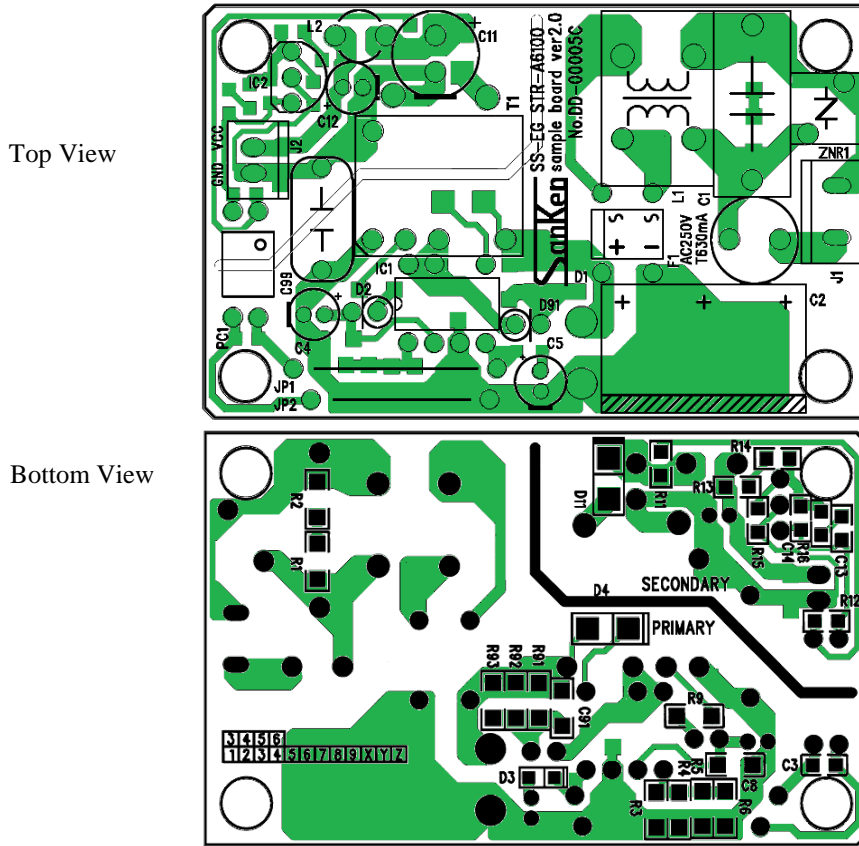 Top View
L2
C11
IC2
C12
T1
SS-EG STR-A6100
sample board ver2.0
No.DD-00005C
SanKen
GND VCC
J2
ZNR1
L1
C1
F1
AC250V
T630mA
S S
+ -
J1
C99
PC1
IC1
D2
D1
D91
C4
C5
C2
+ + +
JP1
JP2
Bottom View
R14
R13
R11
D11
R2
R1
R15
C14
R16
C13
SECONDARY
R12
D4
PRIMARY
R93
R92
R91
C91
R9
3 4 5 6
1 2 3 4 5 6 7 8 9 X Y Z
D3
R5
R4
C8
C3
R3
R6